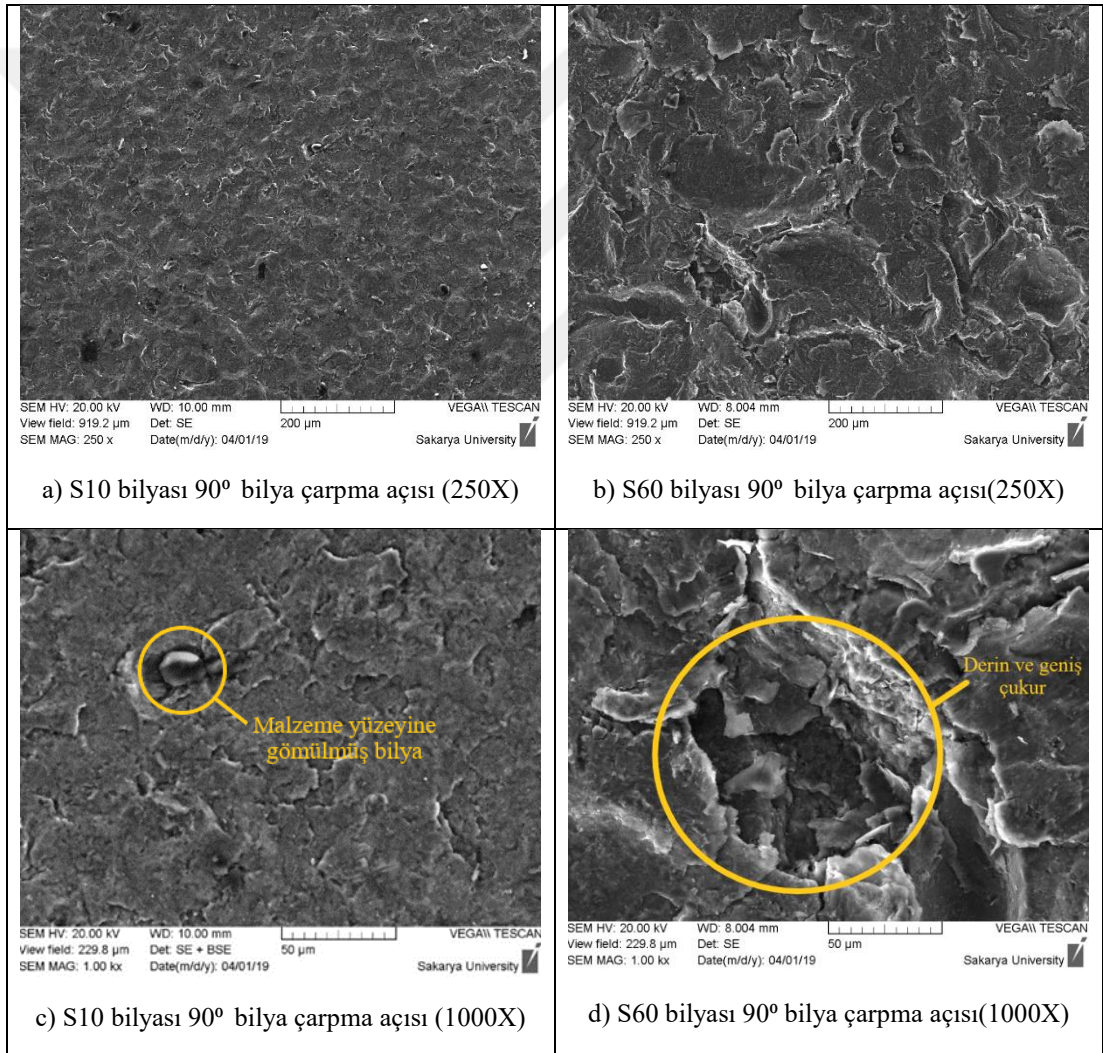 SEM HV: 20.00 kV WD: 10.00 mm VEGA\\ TESCAN
View field: 919.2 µm Det: SE 200 µm
SEM MAG: 250 x Date(m/d/y): 04/01/19 Sakarya University
a) S10 bilyası 90⁰ bilya çarpma açısı (250X)
SEM HV: 20.00 kV WD: 8.004 mm VEGA\\ TESCAN
View field: 919.2 µm Det: SE 200 µm
SEM MAG: 250 x Date(m/d/y): 04/01/19 Sakarya University
b) S60 bilyası 90⁰ bilya çarpma açısı(250X)
Malzeme yüzeyine
gömülmüş bilya
SEM HV: 20.00 kV WD: 10.00 mm VEGA\\ TESCAN
View field: 229.8 µm Det: SE + BSE 50 µm
SEM MAG: 1.00 kx Date(m/d/y): 04/01/19 Sakarya University
c) S10 bilyası 90⁰ bilya çarpma açısı (1000X)
Derin ve geniş
çukur
SEM HV: 20.00 kV WD: 8.004 mm VEGA\\ TESCAN
View field: 229.8 µm Det: SE 50 µm
SEM MAG: 1.00 kx Date(m/d/y): 04/01/19 Sakarya University
d) S60 bilyası 90⁰ bilya çarpma açısı(1000X)